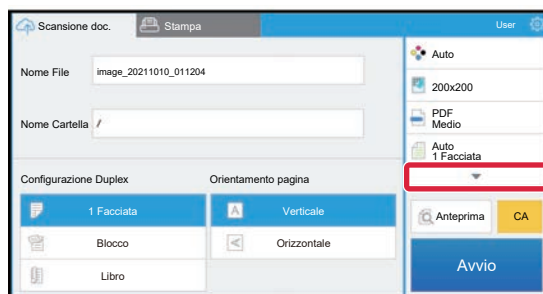 Scansione doc.
Stampa
User
Nome File
image_20211010_011204
Nome Cartella
/
Configurazione Duplex
Orientamento pagina
1 Facciata
A
Verticale
Blocco
A
Orizzontale
Libro
Auto
200x200
PDF
Medio
Auto
1 Facciata
Anteprima
CA
Avvio